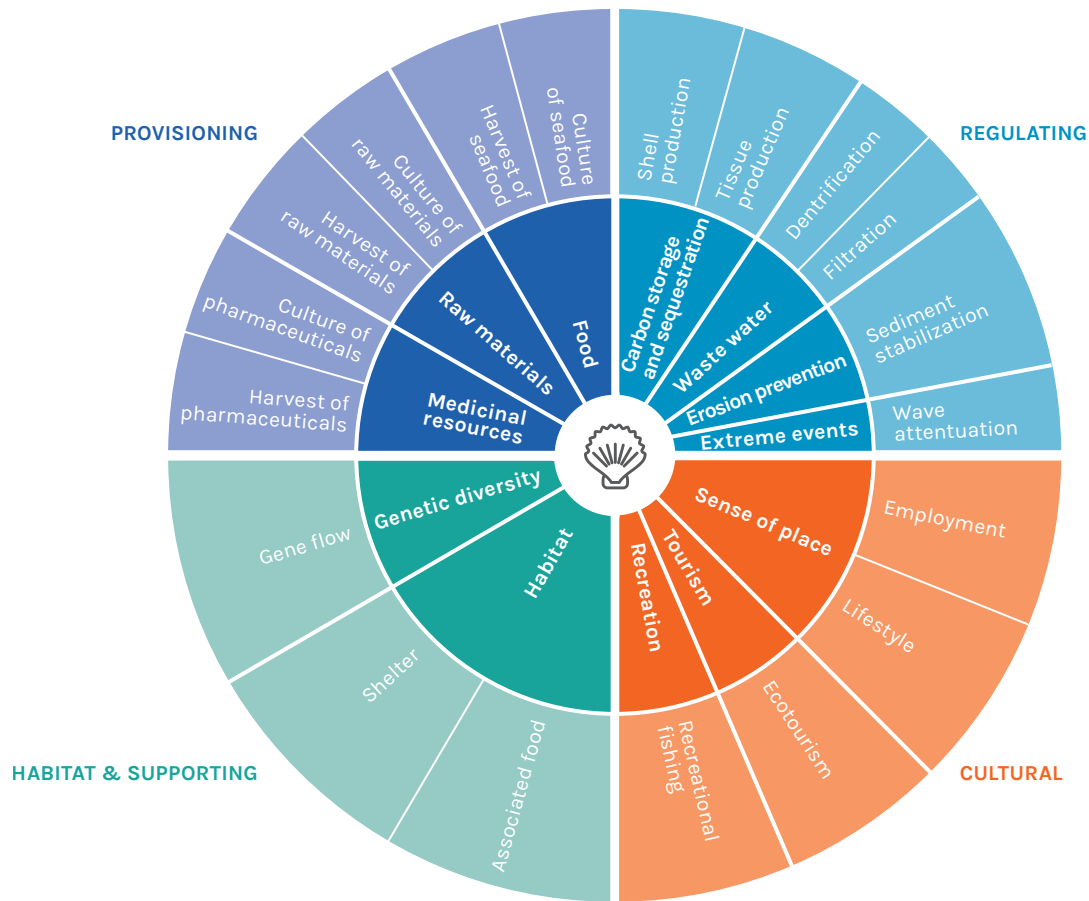 PROVISIONING
REGULATING
HABITAT & SUPPORTING
CULTURAL
Culture
of seafood
Harvest of
seafood
Culture of
raw materials
Harvest of
raw materials
Culture of
pharmaceuticals
Harvest of
pharmaceuticals
Food
Raw materials
Medicinal
resources
Shell
production
Tissue
production
Dentrification
Filtration
Sediment
stabilization
Wave
attentuation
Carbon storage
and sequestration
Waste water
Erosion prevention
Extreme events
Genetic diversity
Habitat
Gene flow
Shelter
Associated food
Sense of place
Tourism
Recreation
Employment
Lifestyle
Ecotourism
Recreational
fishing